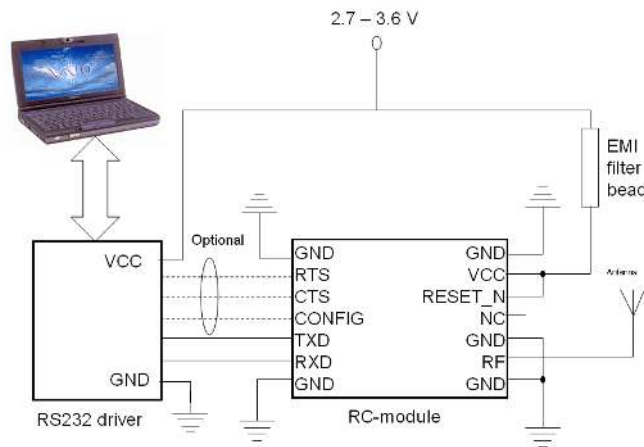 2.7 – 3.6 V
EMI
filter
bead
Antenna
Optional
VCC
GND
RS232 driver
GND
RTS
CTS
CONFIG
TXD
RXD
GND
GND
VCC
RESET_N
NC
GND
RF
GND
RC-module